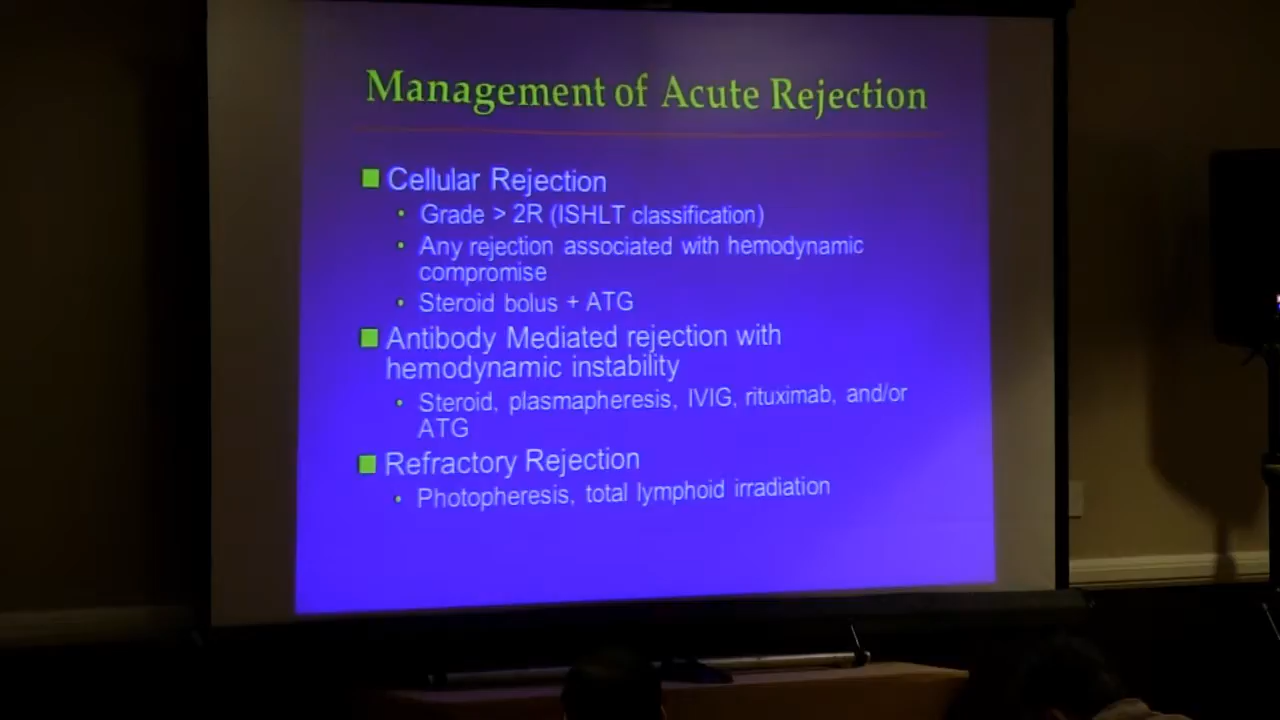 Management of Acute Rejection
Cellular Rejection
Grade > 2R (ISHLT classification)
Any rejection associated with hemodynamic
compromise
Steroid bolus + ATG
Antibody Mediated rejection with
hemodynamic instability
Steroid, plasmapheresis, IVIG, rituximab, and/or
ATG
Refractory Rejection
Photopheresis, total lymphoid irradiation